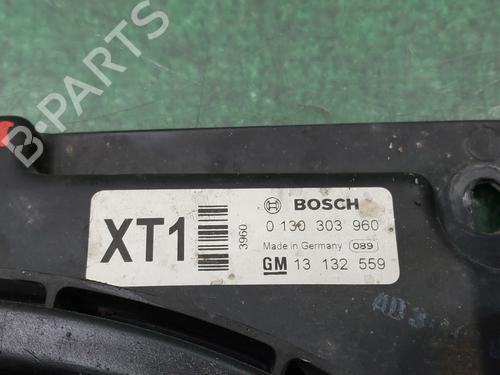 B-PARTS
XT1
3960
BOSCH
0 130 303 960
Made in Germany 089
GM 13 132 559